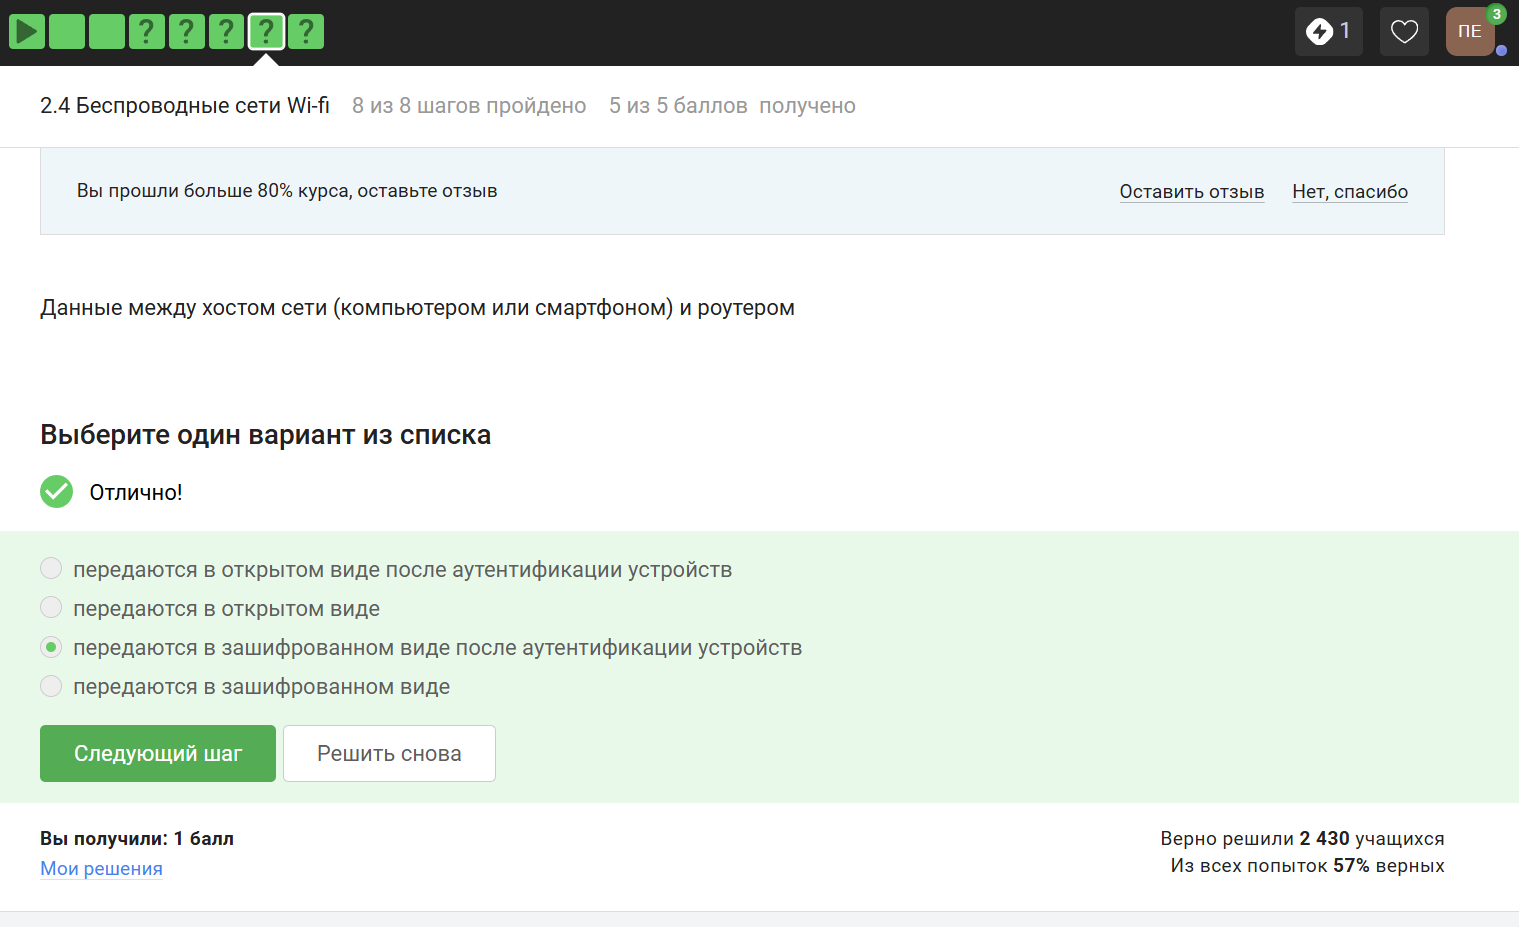 ? ? ? ? ?
1
ПЕ
3
2.4 Беспроводные сети Wi-fi 8 из 8 шагов пройдено 5 из 5 баллов получено
Вы прошли больше 80% курса, оставьте отзыв
Оставить отзыв Нет, спасибо
Данные между хостом сети (компьютером или смартфоном) и роутером
Выберите один вариант из списка
Отлично!
передаются в открытом виде после аутентификации устройств
передаются в открытом виде
передаются в зашифрованном виде после аутентификации устройств
передаются в зашифрованном виде
Следующий шаг Решить снова
Вы получили: 1 балл
Мои решения
Верно решили 2 430 учащихся
Из всех попыток 57% верных